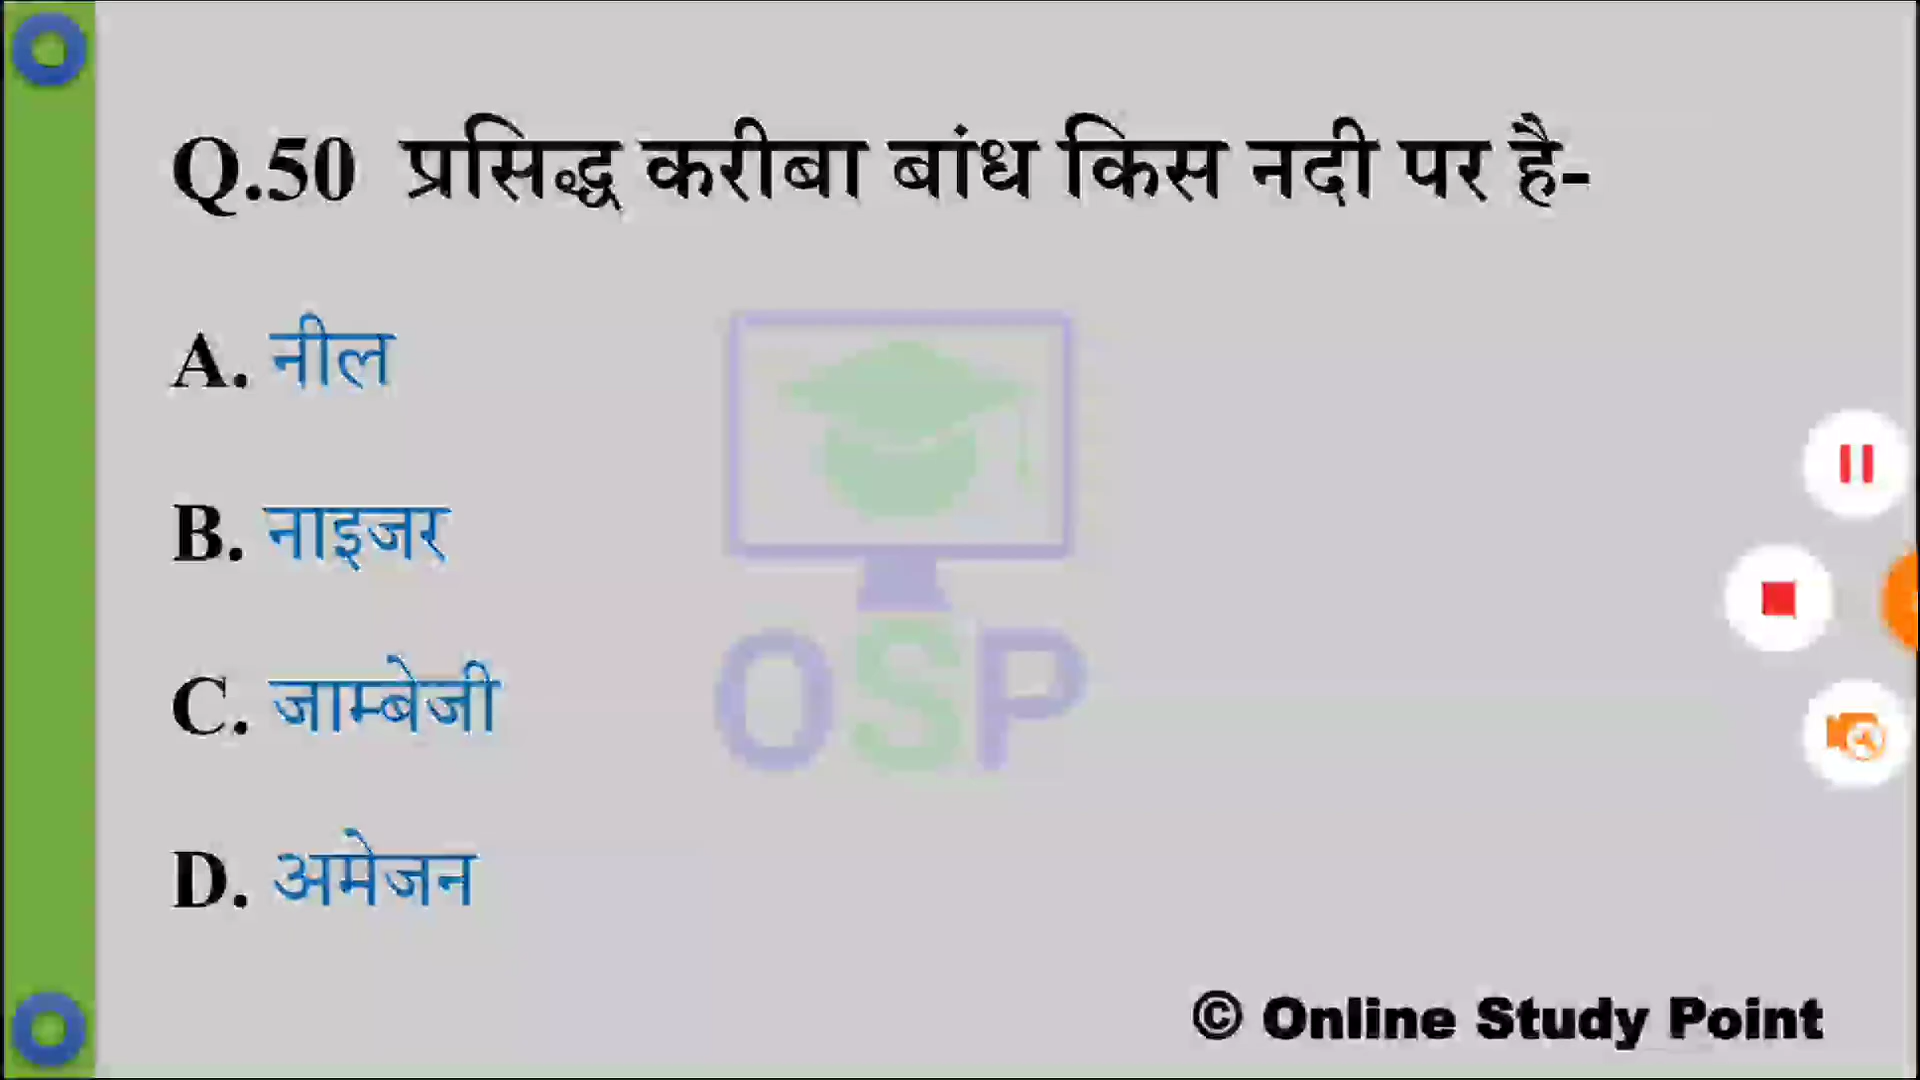 Q.50 प्रसिद्ध करीबा बांध किस नदी पर है-
A. नील
B. नाइजर
C. जाम्बेजी
D. अमेजन
OSP
© Online Study Point